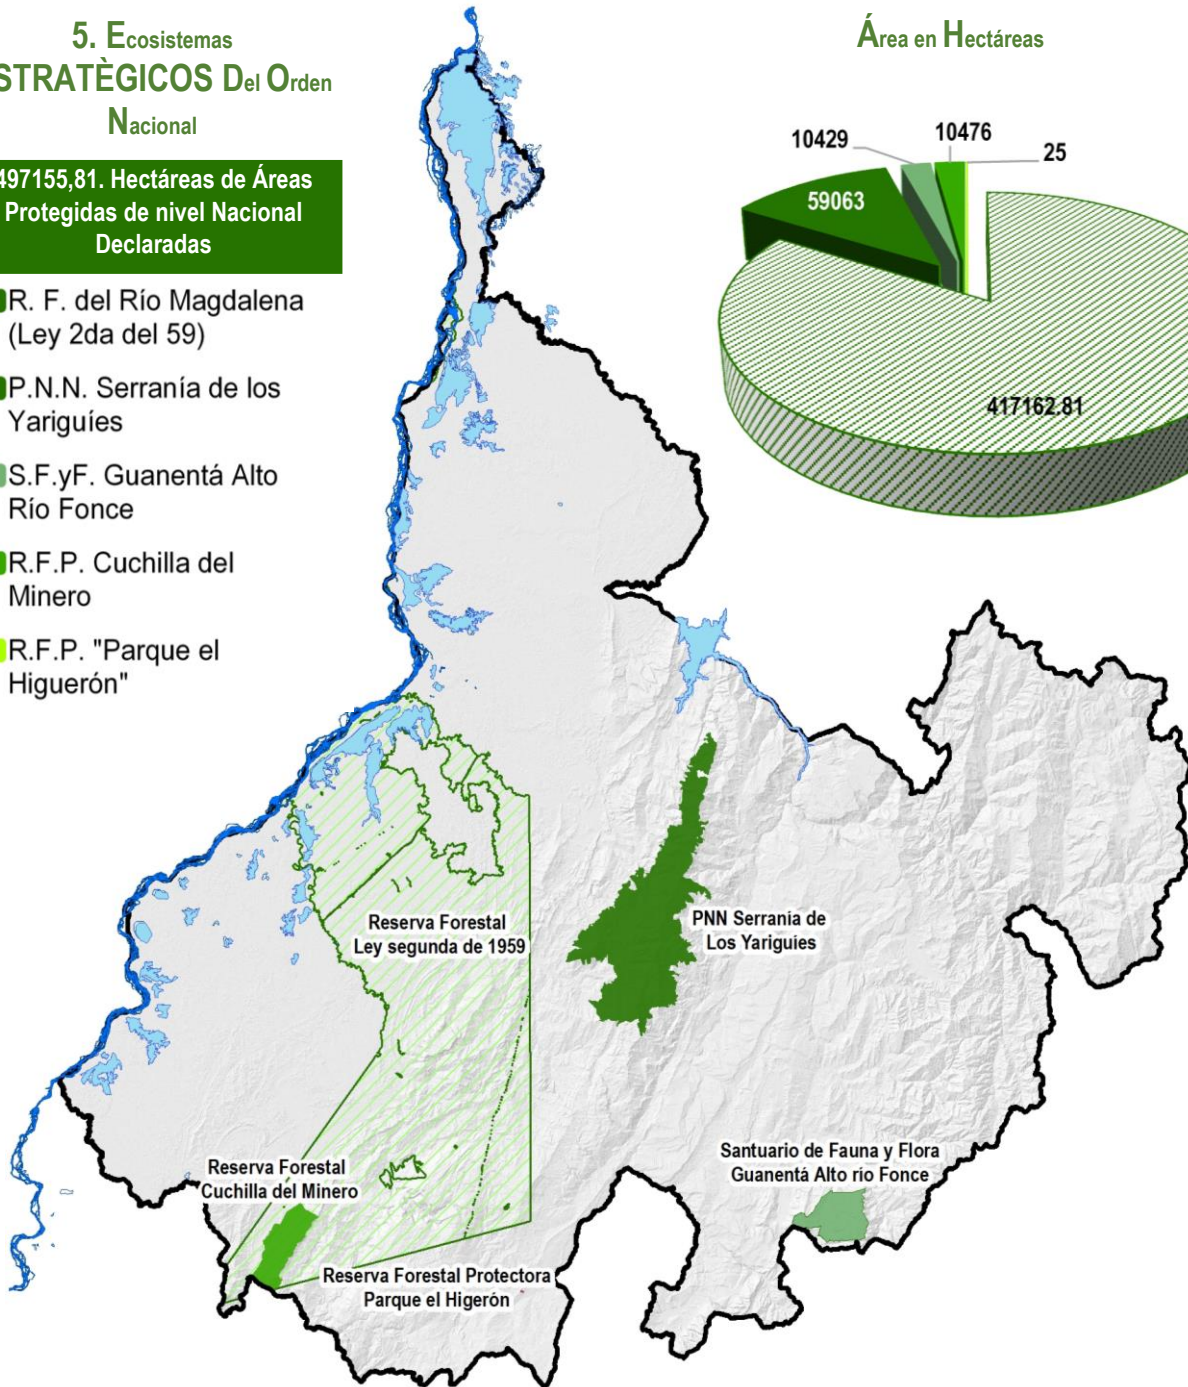 5. Ecosistemas
STRATÈGICOS Del Orden
Nacional
497155,81. Hectáreas de Áreas
Protegidas de nivel Nacional
Declaradas
R. F. del Río Magdalena
(Ley 2da del 59)
P.N.N. Serranía de los
Yariguíes
S.F.yF. Guanentá Alto
Río Fonce
R.F.P. Cuchilla del
Minero
R.F.P. "Parque el
Higuerón"
Área en Hectáreas
10429
10476
25
59063
417162.81
Reserva Forestal
Ley segunda de 1959
PNN Serrania de
Los Yariguies
Reserva Forestal
Cuchilla del Minero
Santuario de Fauna y Flora
Guanentá Alto río Fonce
Reserva Forestal Protectora
Parque el Higerón